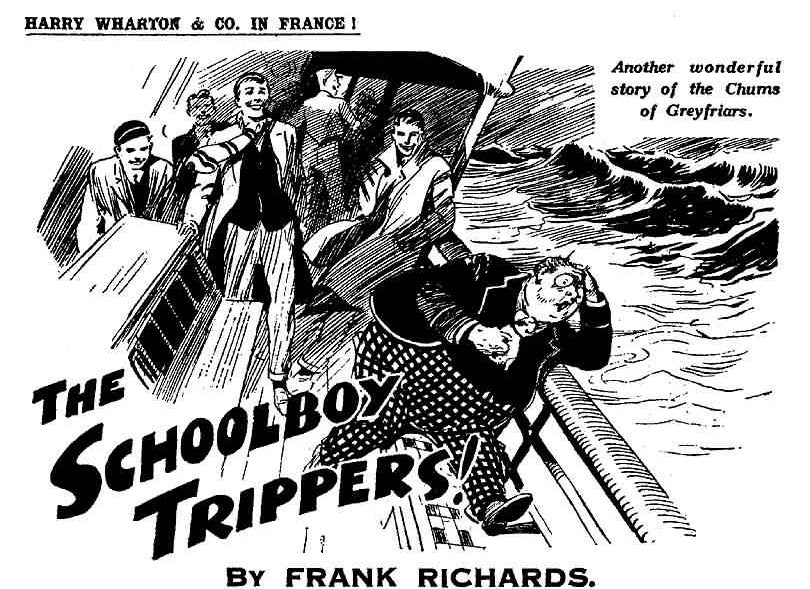 HARRY WHARTON & CO. IN FRANCE!
Another wonderful
story of the Chums
of Greyfriars.
THE
SCHOOLBOY
TRIPPERS!
BY FRANK RICHARDS.